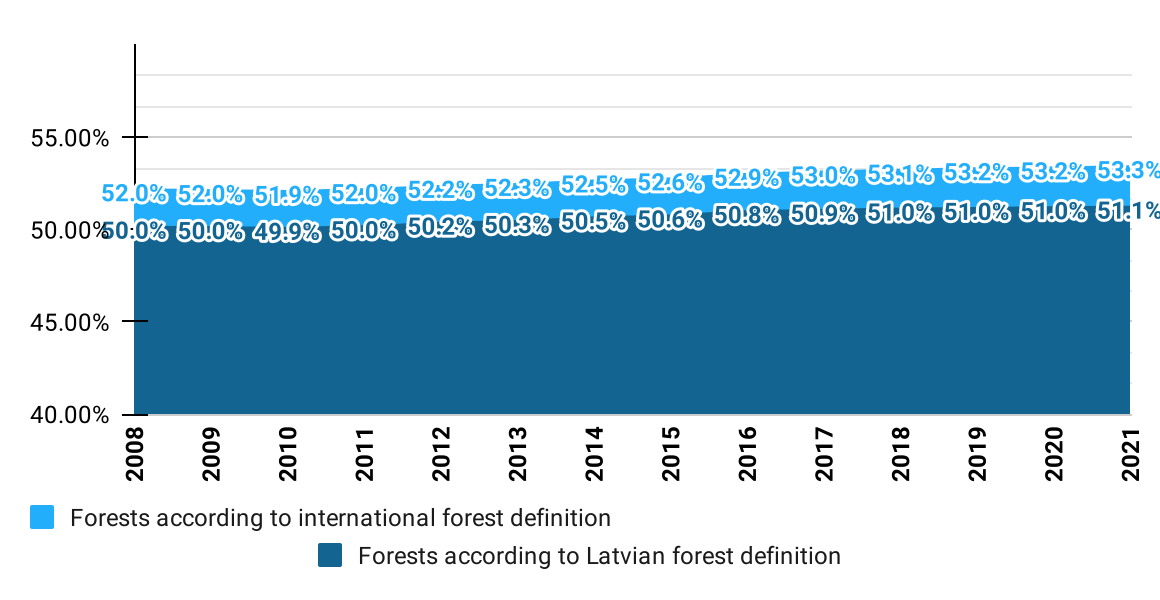 55.00%
52.0% 52.0% 51.9% 52.0% 52.2% 52.3% 52.5% 52.6% 52.9% 53.0% 53.1% 53.2% 53.2% 53.3%
50.00% 50.0% 50.0% 49.9% 50.0% 50.2% 50.3% 50.5% 50.6% 50.8% 50.9% 51.0% 51.0% 51.0% 51.1%
45.00%
40.00%
2008 2009 2010 2011 2012 2013 2014 2015 2016 2017 2018 2019 2020 2021
Forests according to international forest definition
Forests according to Latvian forest definition